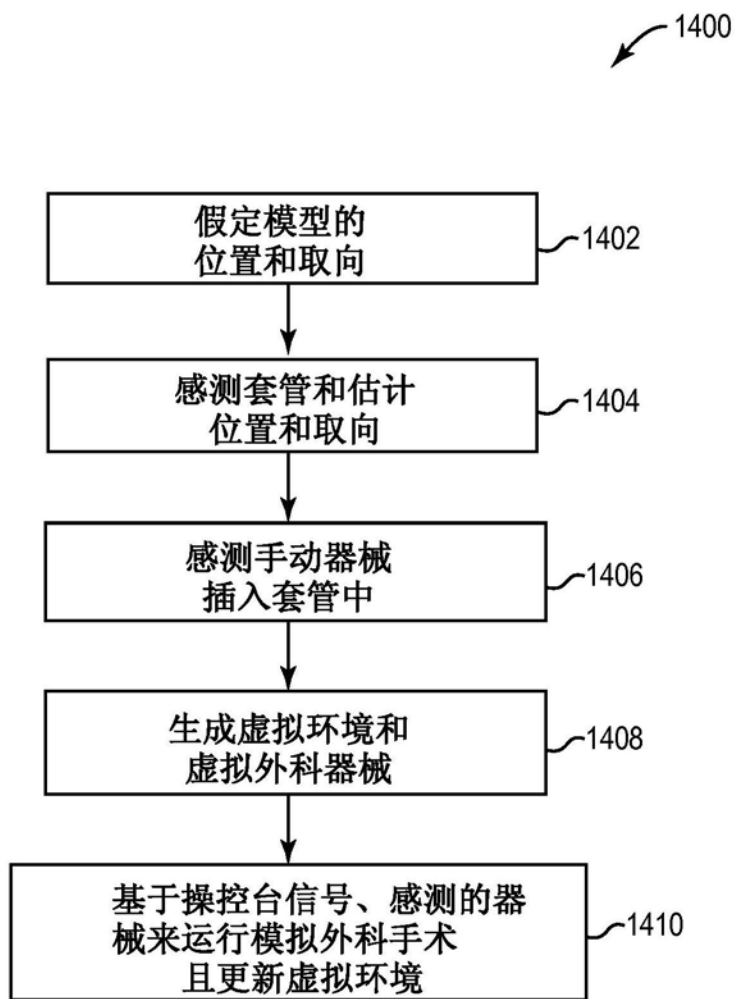 1400
假定模型的
位置和取向
1402
感测套管和估计
位置和取向
1404
感测手动器械
插入套管中
1406
生成虚拟环境和
虚拟外科器械
1408
基于操控台信号、感测的器
械来运行模拟外科手术
且更新虚拟环境
1410